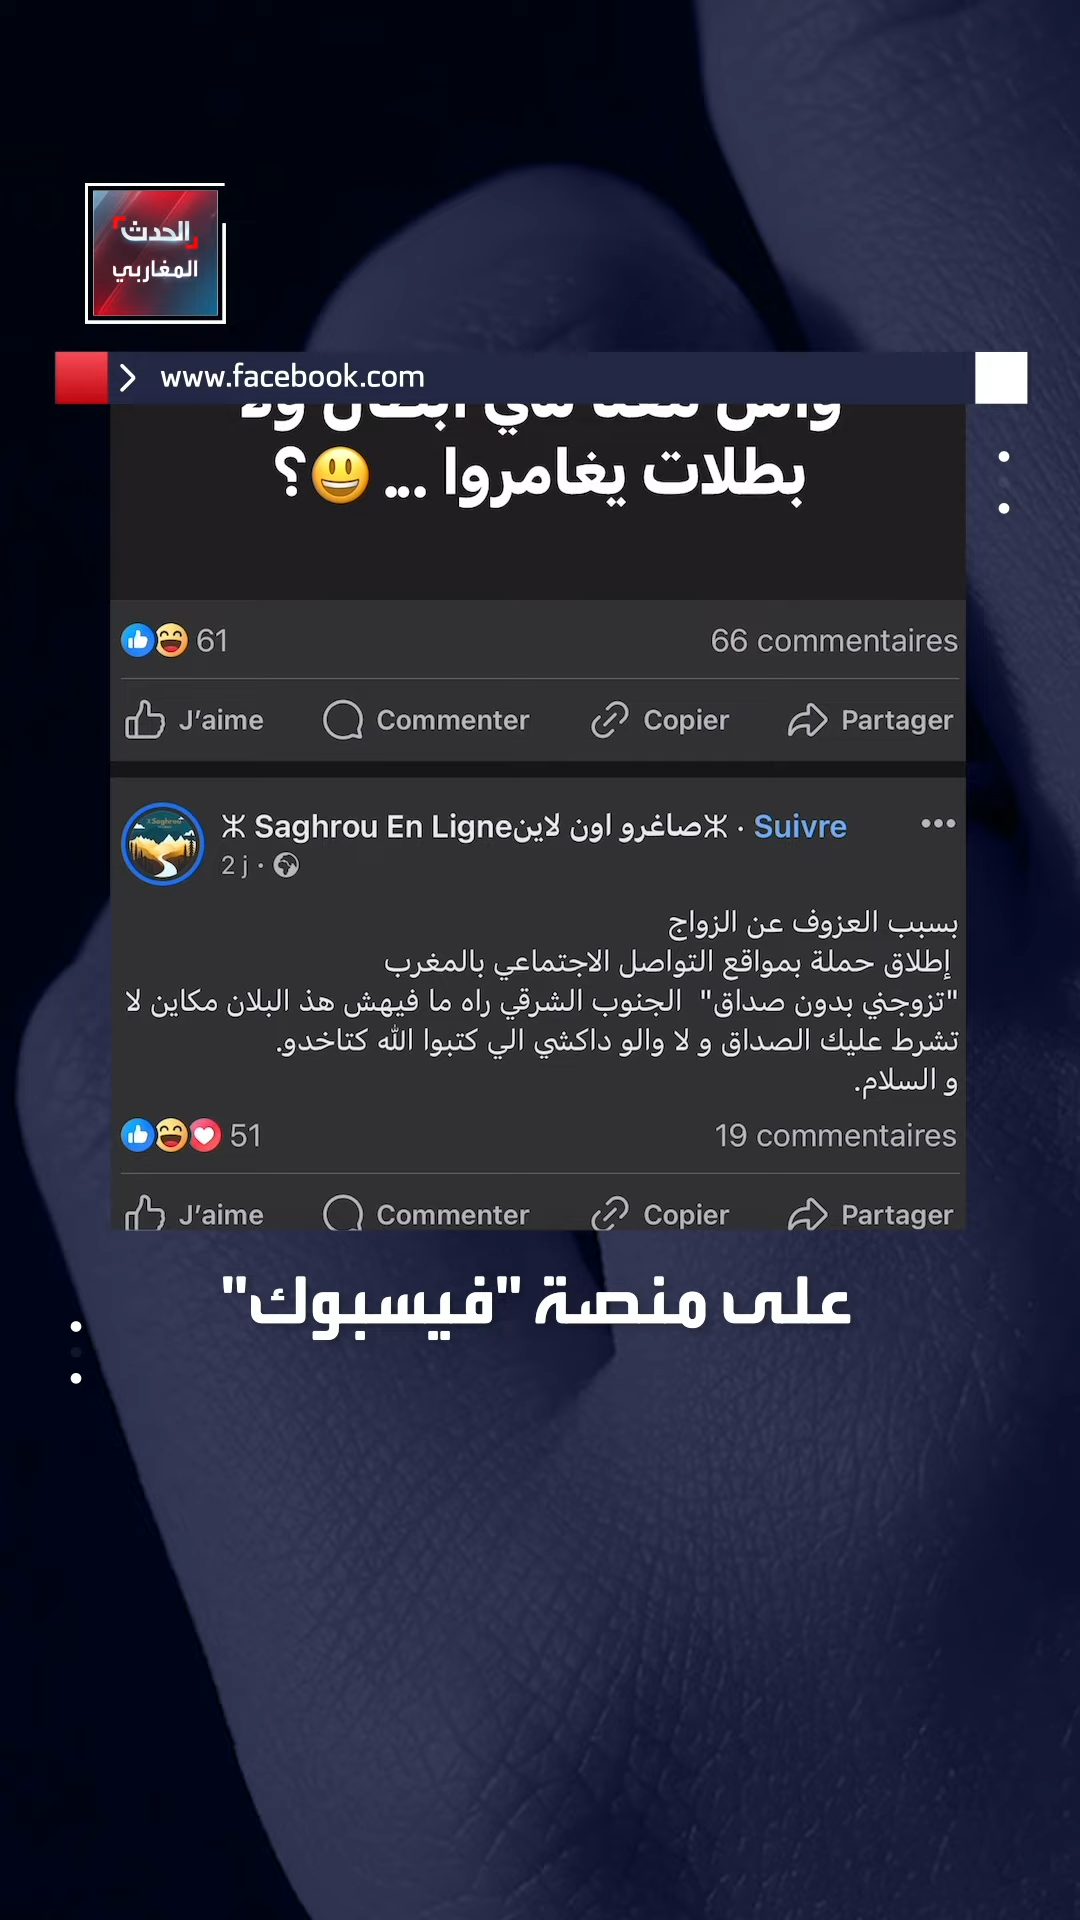 الحدث
المغاربي
www.facebook.com
بطلات يغامروا ... 😃؟
61
66 commentaires
J'aime
Commenter
Copier
Partager
ⵣ Saghrou En Ligneصاغرو اون لاينⵣ · Suivre
2 j ·
بسبب العزوف عن الزواج
إطلاق حملة بمواقع التواصل الاجتماعي بالمغرب
"تزوجني بدون صداق" الجنوب الشرقي راه ما فيهش هذ البلان مكاين لا
تشرط عليك الصداق و لا والو داكشي الي كتبوا الله كتاخدو.
و السلام.
51
19 commentaires
J'aime
Commenter
Copier
Partager
على منصة "فيسبوك"